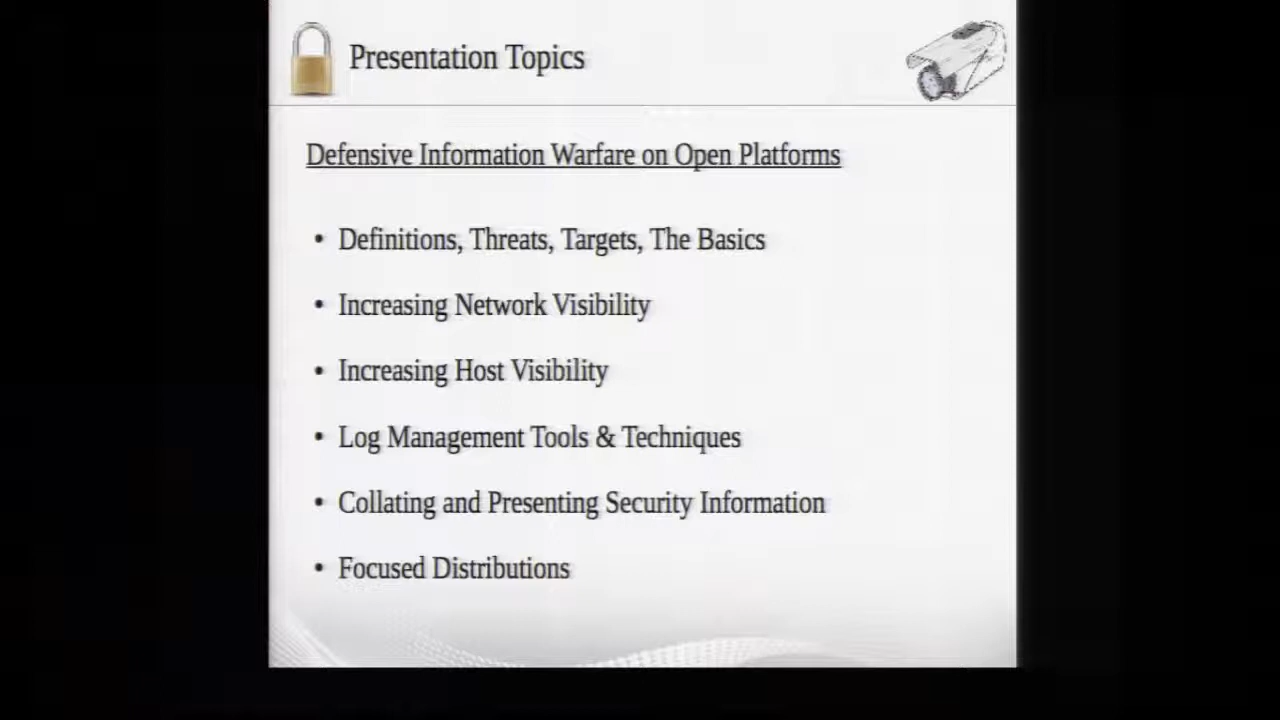 Presentation Topics
Defensive Information Warfare on Open Platforms
• Definitions, Threats, Targets, The Basics
• Increasing Network Visibility
• Increasing Host Visibility
• Log Management Tools & Techniques
• Collating and Presenting Security Information
• Focused Distributions